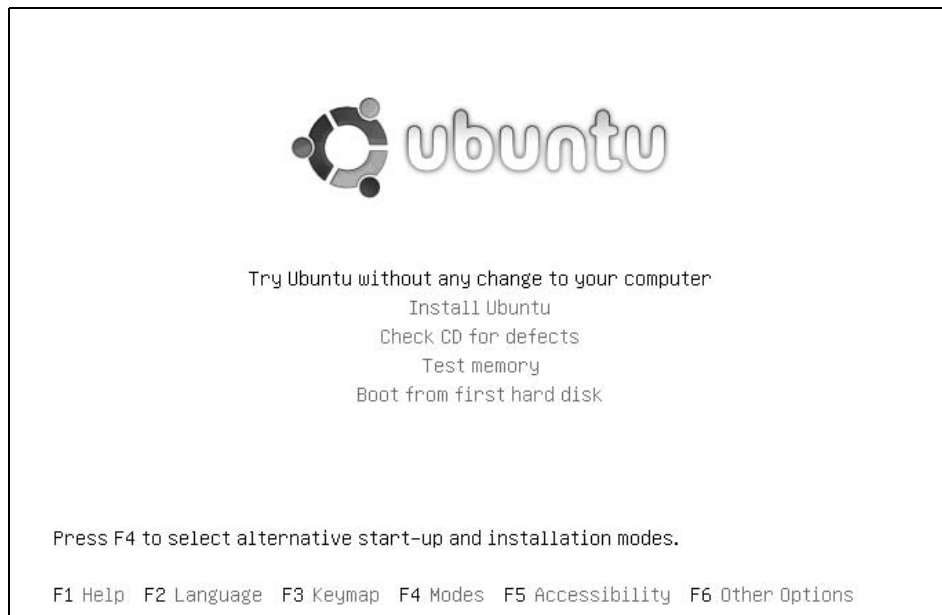 ubuntu
Try Ubuntu without any change to your computer
Install Ubuntu
Check CD for defects
Test memory
Boot from first hard disk
Press F4 to select alternative start-up and installation modes.
F1 Help F2 Language F3 Keymap F4 Modes F5 Accessibility F6 Other Options